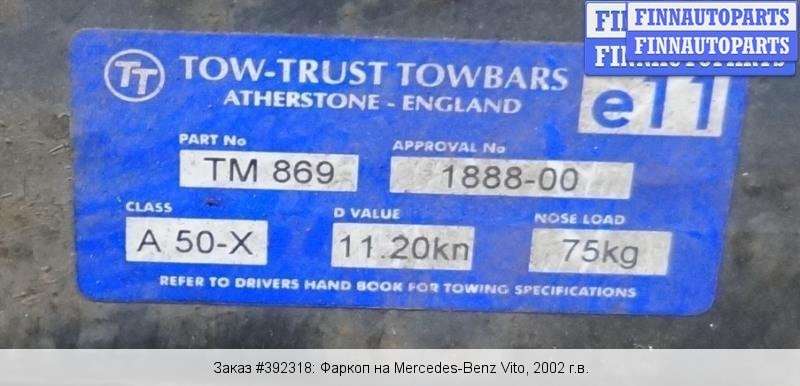 FINNAUTOPARTS
FINNAUTOPARTS
TT TOW-TRUST TOWBARS
ATHERSTONE - ENGLAND
e11
PART No
APPROVAL No
TM 869
1888-00
CLASS
D VALUE
NOSE LOAD
A 50-X
11.20kn
75kg
REFER TO DRIVERS HAND BOOK FOR TOWING SPECIFICATIONS
Заказ #392318: Фаркоп на Mercedes-Benz Vito, 2002 г.в.